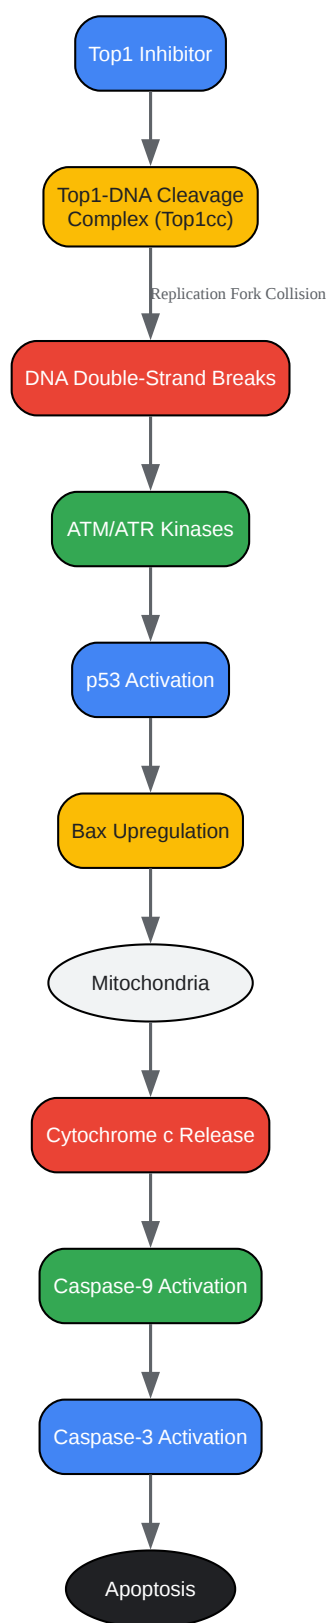 Top1 Inhibitor
Top1-DNA Cleavage
Complex (Top1cc)
Replication Fork Collision
DNA Double-Strand Breaks
ATM/ATR Kinases
p53 Activation
Bax Upregulation
Mitochondria
Cytochrome c Release
Caspase-9 Activation
Caspase-3 Activation
Apoptosis